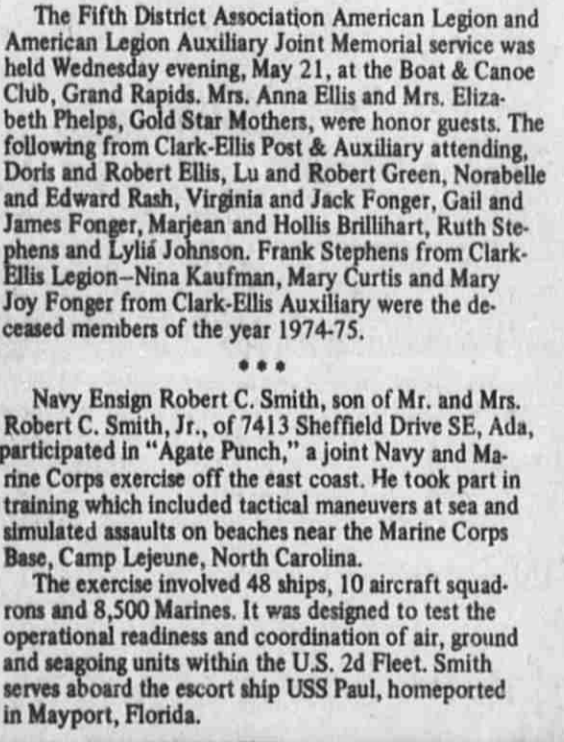 The Fifth District Association American Legion and
American Legion Auxiliary Joint Memorial service was
held Wednesday evening, May 21, at the Boat & Canoe
Club, Grand Rapids. Mrs. Anna Ellis and Mrs. Eliza-
beth Phelps, Gold Star Mothers, were honor guests. The
following from Clark-Ellis Post & Auxiliary attending,
Doris and Robert Ellis, Lu and Robert Green, Norabelle
and Edward Rash, Virginia and Jack Fonger, Gail and
James Fonger, Marjean and Hollis Brillihart, Ruth Ste-
phens and Lylia Johnson. Frank Stephens from Clark-
Ellis Legion—Nina Kaufman, Mary Curtis and Mary
Joy Fonger from Clark-Ellis Auxiliary were the de-
ceased members of the year 1974-75.
* * *
Navy Ensign Robert C. Smith, son of Mr. and Mrs.
Robert C. Smith, Jr., of 7413 Sheffield Drive SE, Ada,
participated in "Agate Punch," a joint Navy and Ma-
rine Corps exercise off the east coast. He took part in
training which included tactical maneuvers at sea and
simulated assaults on beaches near the Marine Corps
Base, Camp Lejeune, North Carolina.
The exercise involved 48 ships, 10 aircraft squad-
rons and 8,500 Marines. It was designed to test the
operational readiness and coordination of air, ground
and seagoing units within the U.S. 2d Fleet. Smith
serves aboard the escort ship USS Paul, homeported
in Mayport, Florida.